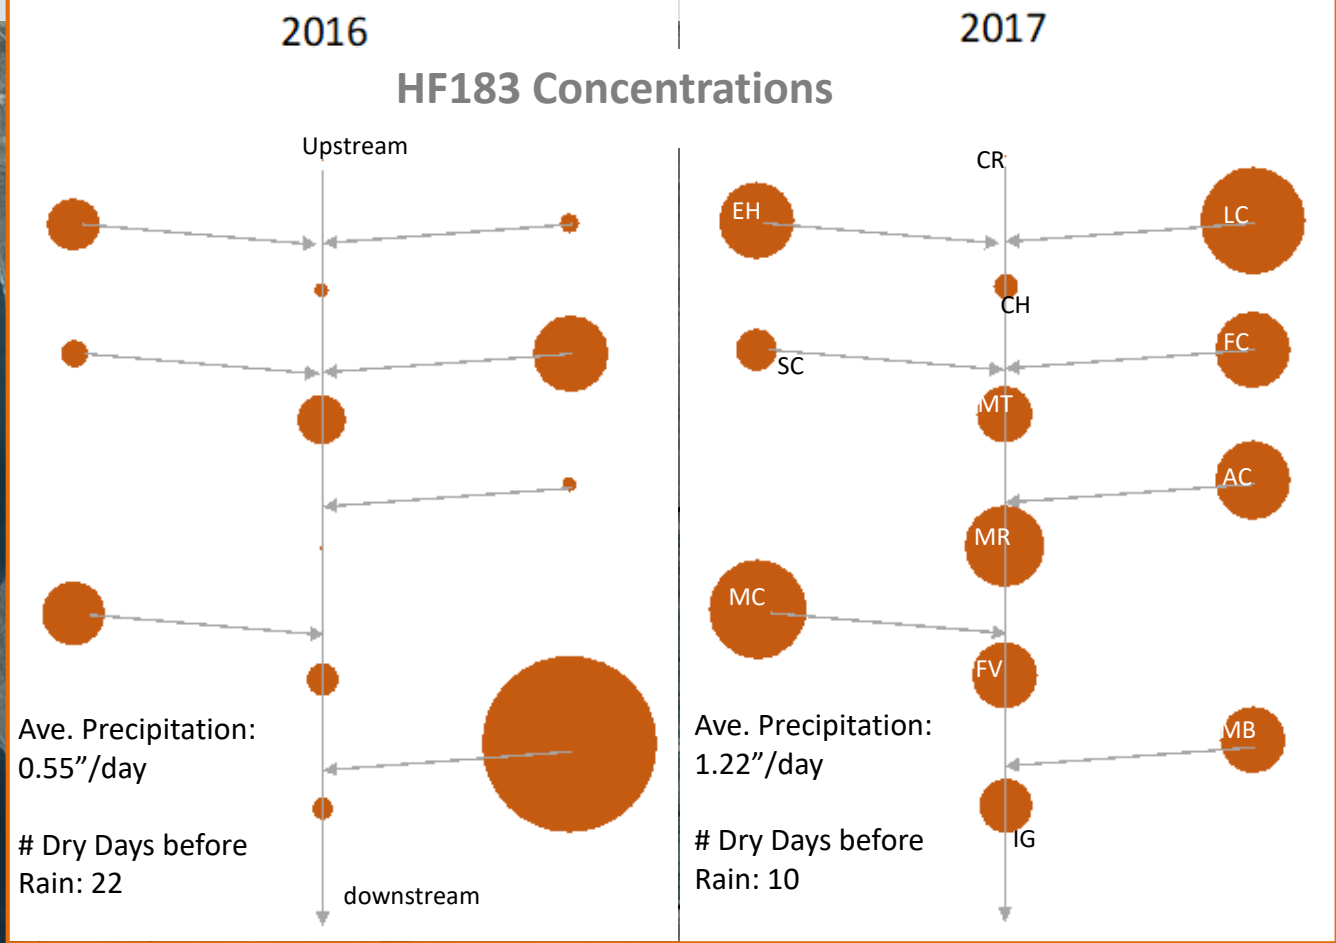 2016
2017
HF183 Concentrations
Upstream
Ave. Precipitation:
0.55”/day
# Dry Days before
Rain: 22
downstream
CR
EH
LC
CH
FC
SC
MT
AC
MR
MC
FV
MB
Ave. Precipitation:
1.22”/day
# Dry Days before
Rain: 10
IG